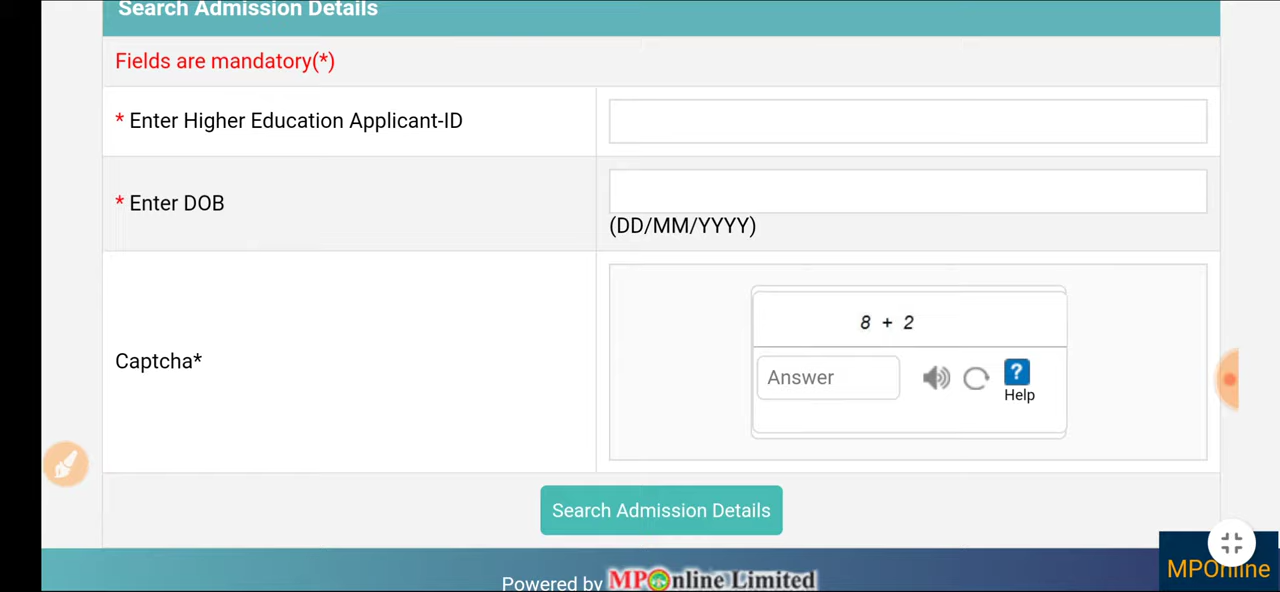 Search Admission Details
Fields are mandatory(*)
* Enter Higher Education Applicant-ID
* Enter DOB
(DD/MM/YYYY)
Captcha*
8 + 2
Answer
?
Help
Search Admission Details
Powered by MPOnline Limited
MPOnline